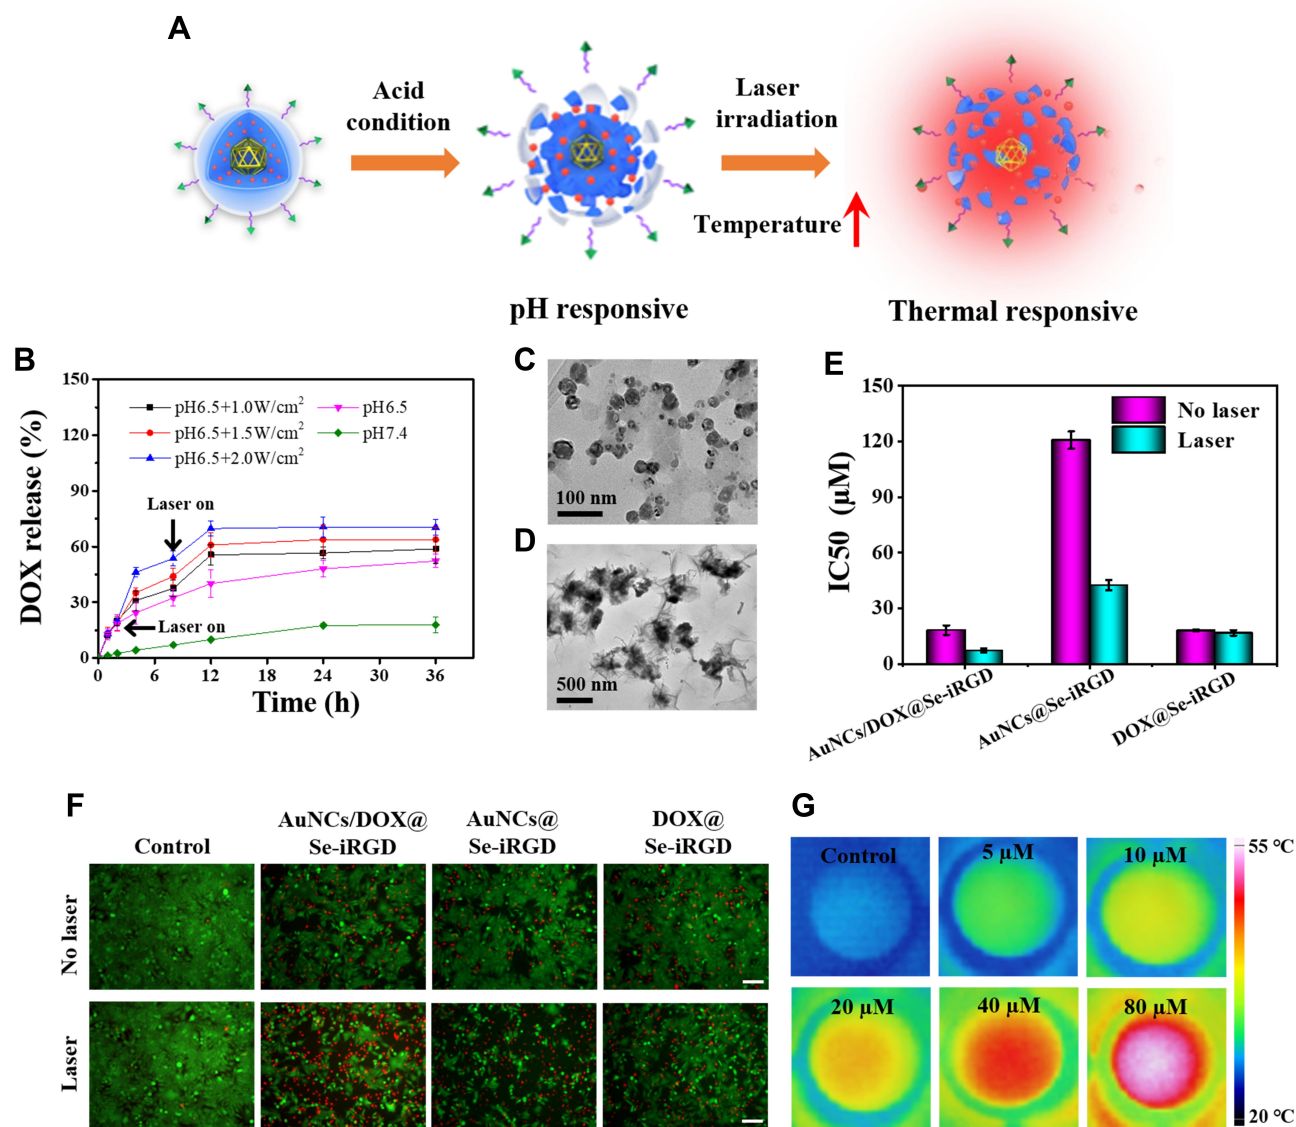 A
Acid
condition
Laser
irradiation
Temperature
pH responsive
Thermal responsive
B
DOX release (%)
150
120
90
60
30
0
pH6.5+1.0W/cm²
pH6.5+1.5W/cm²
pH6.5+2.0W/cm²
pH6.5
pH7.4
Laser on
Laser on
0 6 12 18 24 30 36
Time (h)
C
100 nm
D
500 nm
E
IC50 (μM)
150
120
90
60
30
0
No laser
Laser
AuNCs/DOX@Se-iRGD
AuNCs@Se-iRGD
DOX@Se-iRGD
F
Control
AuNCs/DOX@
Se-iRGD
AuNCs@
Se-iRGD
DOX@
Se-iRGD
No laser
Laser
G
Control
5 μM
10 μM
20 μM
40 μM
80 μM
55 °C
20 °C